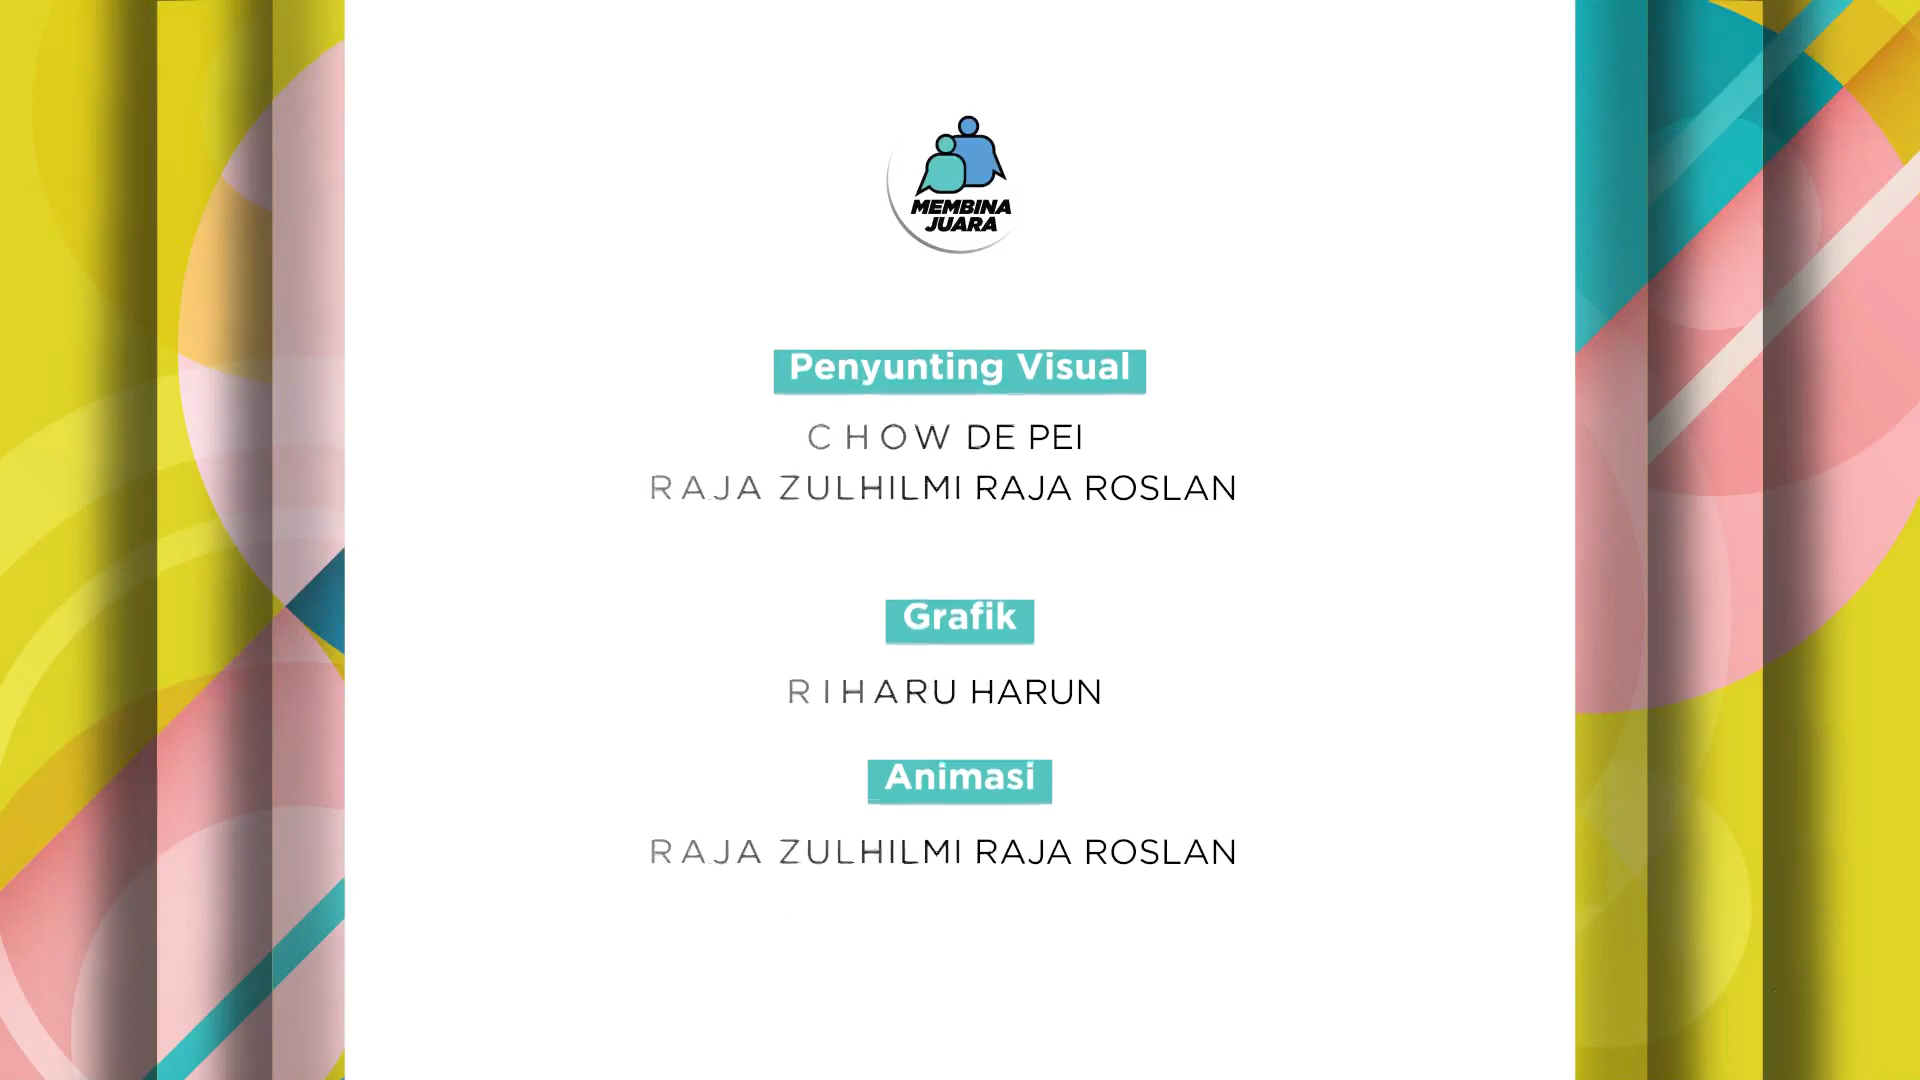 MEMBINA
JUARA
Penyunting Visual
CHOW DE PEI
RAJA ZULHILMI RAJA ROSLAN
Grafik
RIHARU HARUN
Animasi
RAJA ZULHILMI RAJA ROSLAN